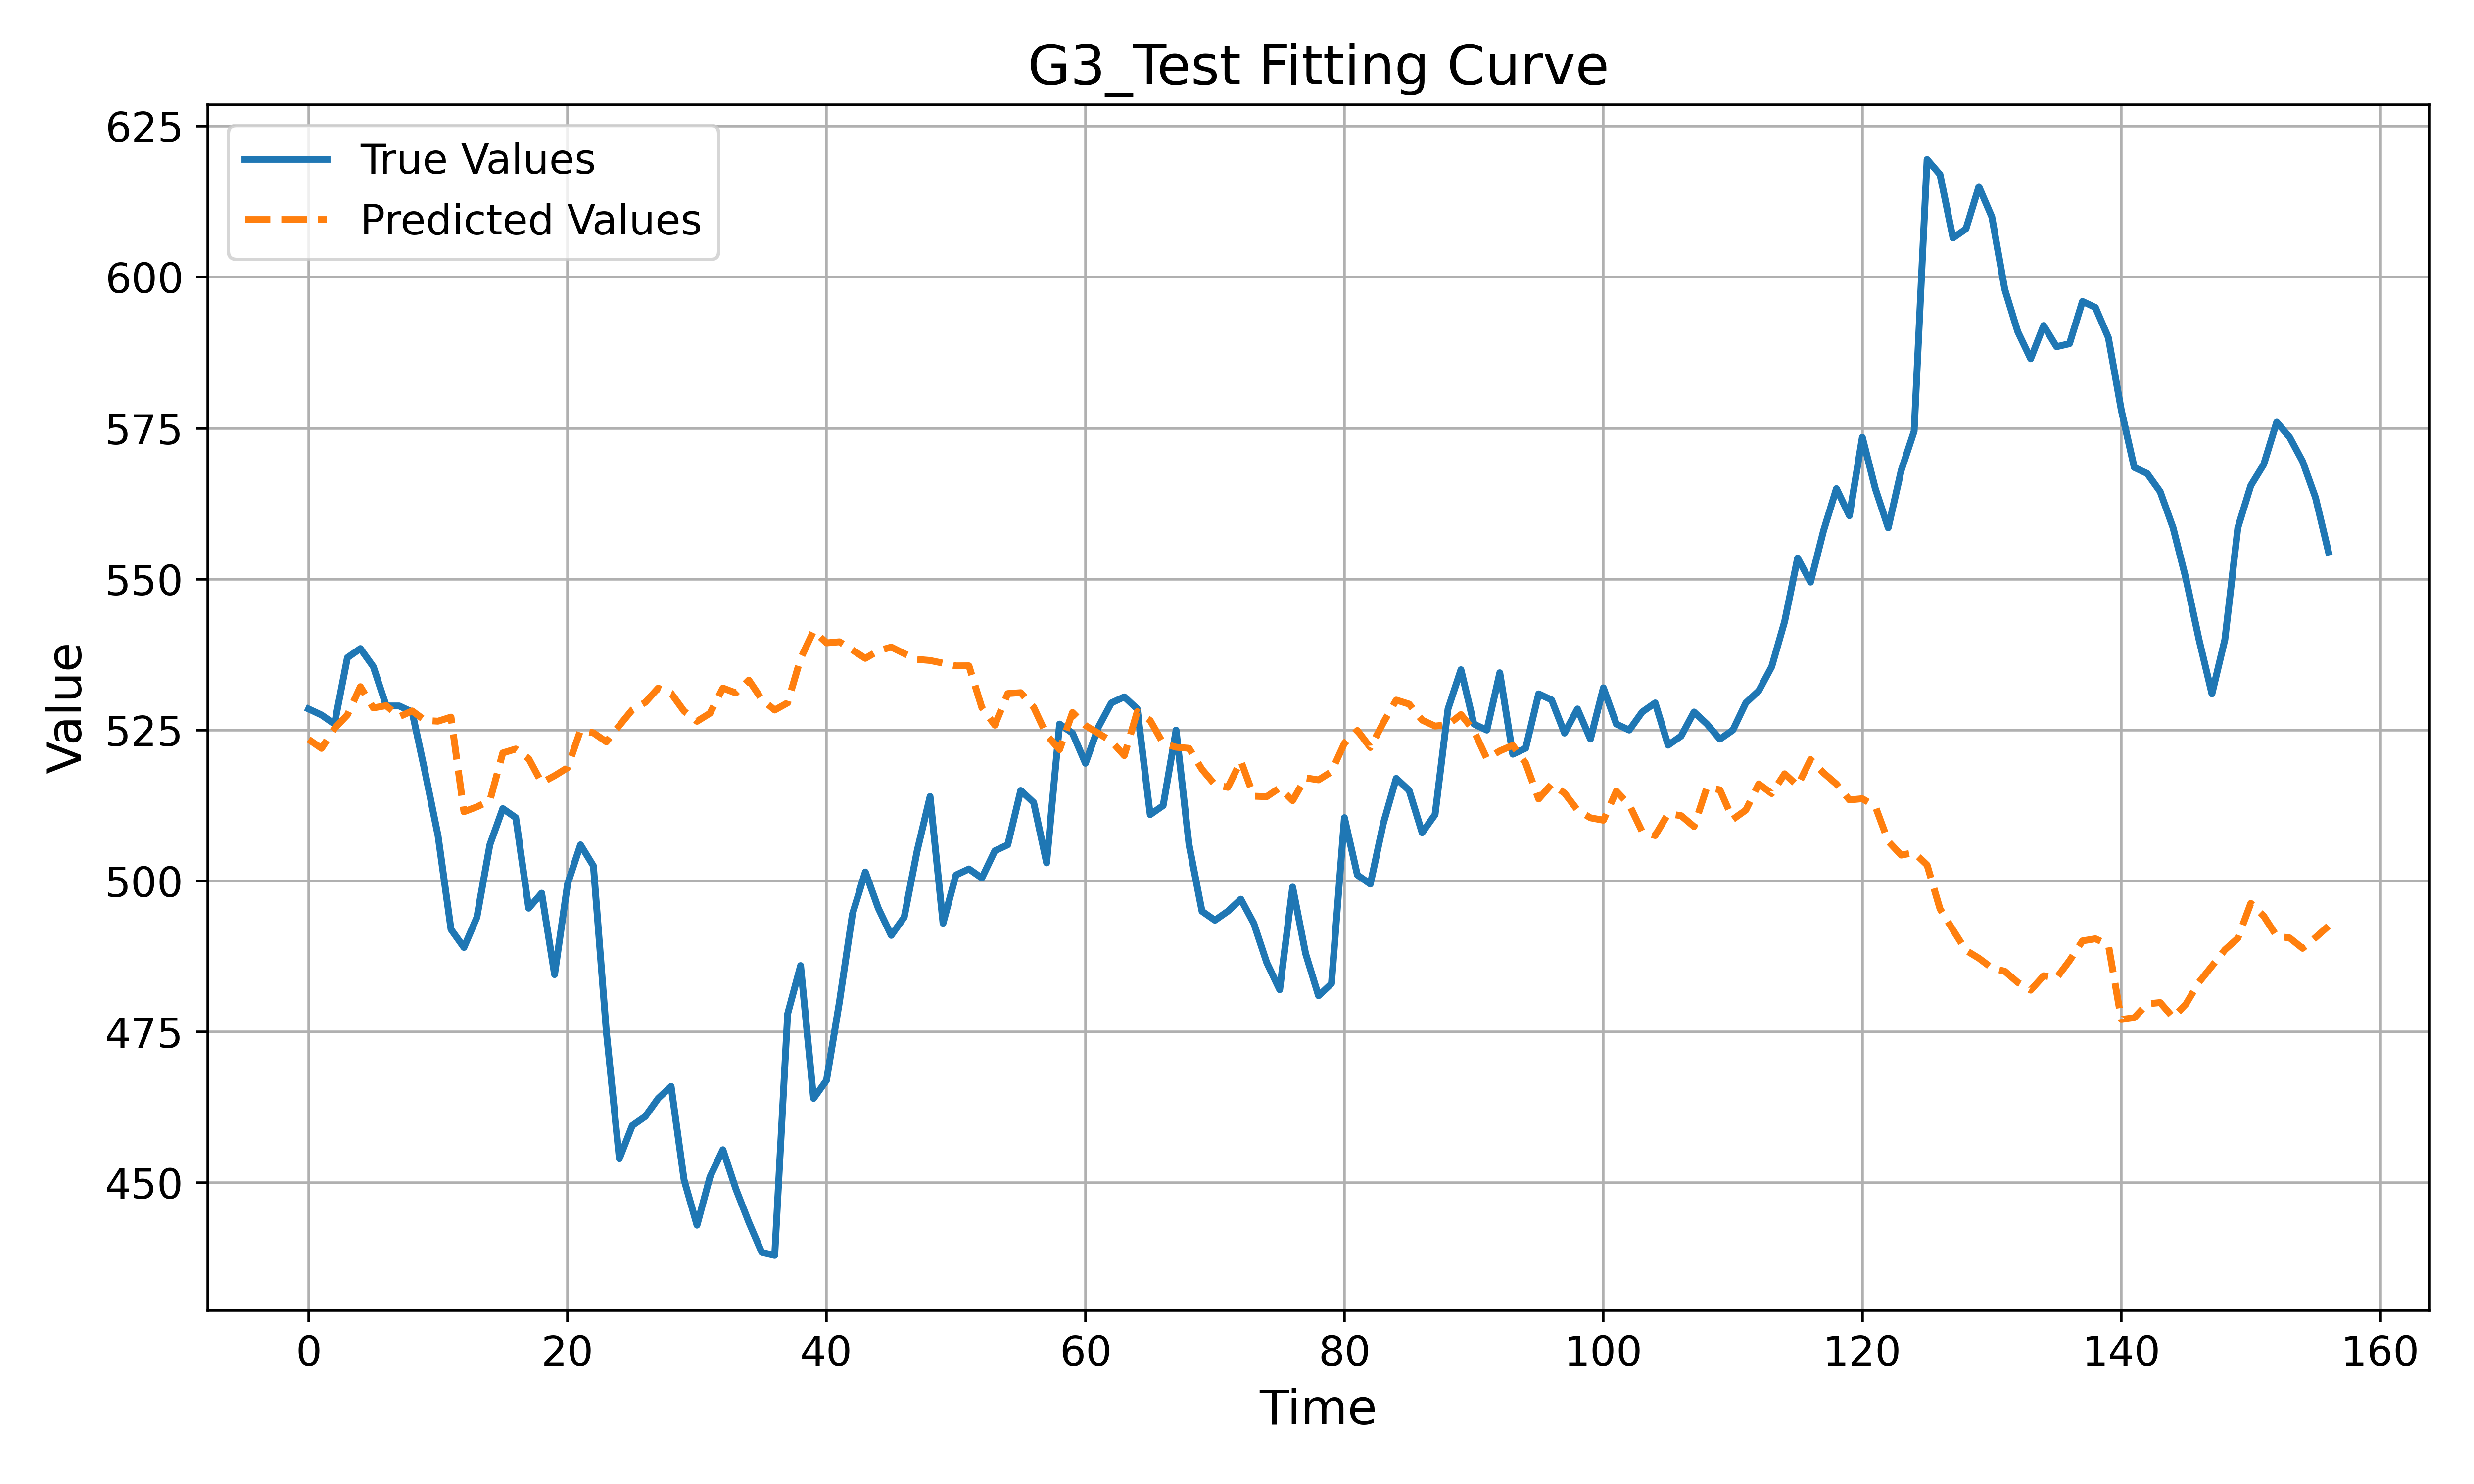 G3_Test Fitting Curve
True Values
Predicted Values
625
600
575
550
525
500
475
450
Value
0 20 40 60 80 100 120 140 160
Time